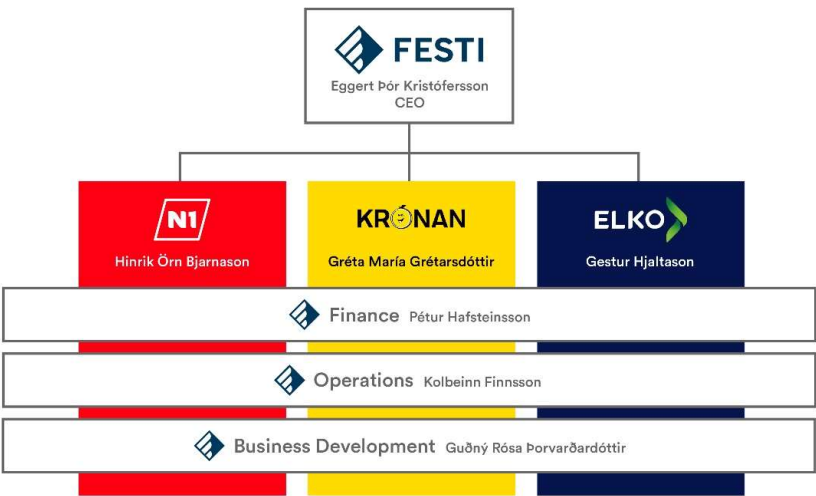 FESTI
Eggert Þór Kristófersson
CEO
N1
Hinrik Örn Bjarnason
KRÓNAN
Gréta María Grétarsdóttir
ELKO
Gestur Hjaltason
Finance Pétur Hafsteinsson
Operations Kolbeinn Finnsson
Business Development Guðný Rósa Þorvarðardóttir